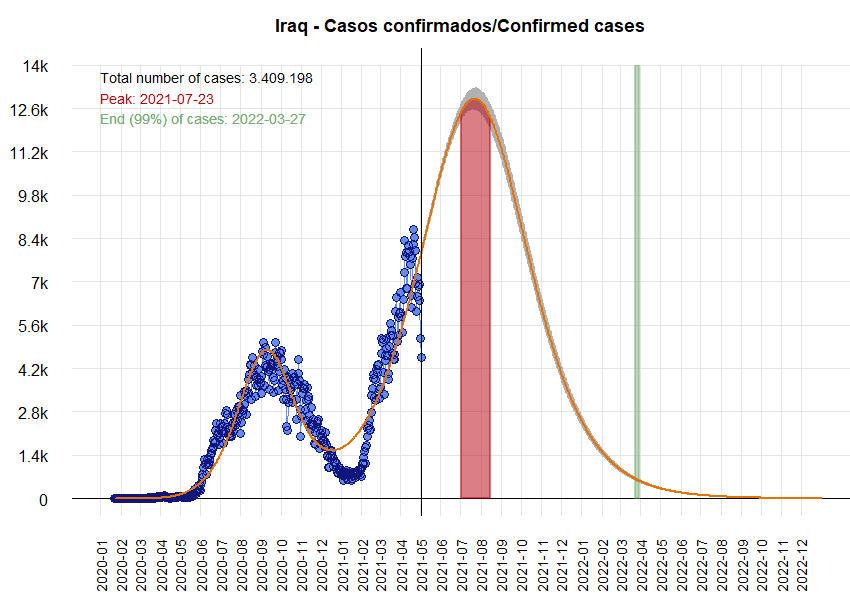 Iraq - Casos confirmados/Confirmed cases
Total number of cases: 3.409.198
Peak: 2021-07-23
End (99%) of cases: 2022-03-27
14k
12.6k
11.2k
9.8k
8.4k
7k
5.6k
4.2k
2.8k
1.4k
0
2020-01
2020-02
2020-03
2020-04
2020-05
2020-06
2020-07
2020-08
2020-09
2020-10
2020-11
2020-12
2021-01
2021-02
2021-03
2021-04
2021-05
2021-06
2021-07
2021-08
2021-09
2021-10
2021-11
2021-12
2022-01
2022-02
2022-03
2022-04
2022-05
2022-06
2022-07
2022-08
2022-09
2022-10
2022-11
2022-12